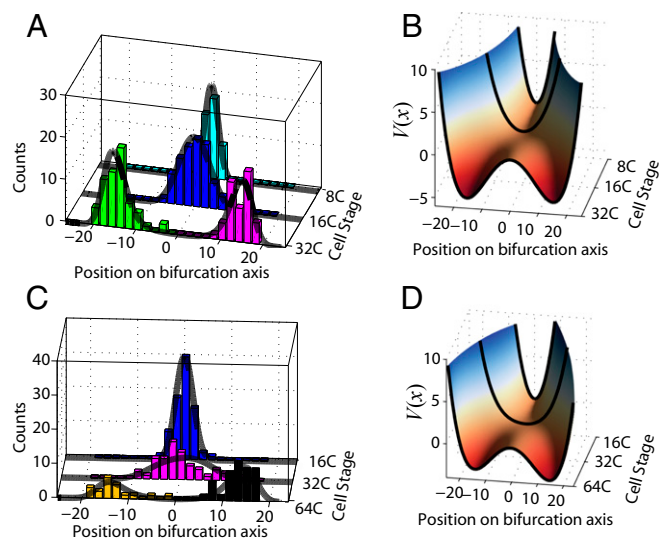 A
Counts
30
20
10
0
−20
−10
0
10
20
8C
16C
32C
Cell Stage
Position on bifurcation axis
B
V(x)
10
5
0
−5
−20
−10
0
10
20
8C
16C
32C
Cell Stage
Position on bifurcation axis
C
Counts
40
30
20
10
0
−20
−10
0
10
20
16C
32C
64C
Cell Stage
Position on bifurcation axis
D
V(x)
10
5
0
−20
−10
0
10
20
16C
32C
64C
Cell Stage
Position on bifurcation axis